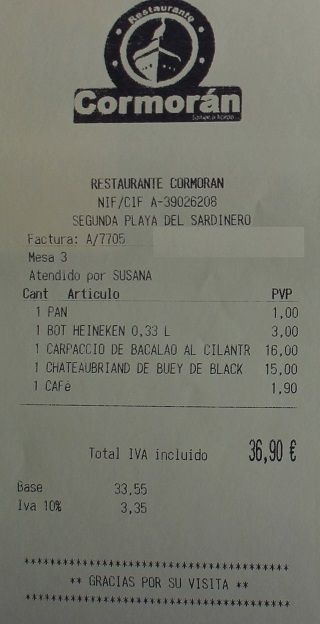 Restaurante
Cormorán
RESTAURANTE CORMORAN
NIF/CIF A-39026208
SEGUNDA PLAYA DEL SARDINERO
Factura: A/7705
Mesa 3
Atendido por SUSANA
Cant Artículo PVP
1 PAN 1,00
1 BOT HEINEKEN 0,33 L 3,00
1 CARPACCIO DE BACALAO AL CILANTR 16,00
1 CHATEAUBRIAND DE BUEY DE BLACK 15,00
1 CAFé 1,90
Total IVA incluido 36,90 €
Base 33,55
Iva 10% 3,35
****************************************
** GRACIAS POR SU VISITA **
****************************************